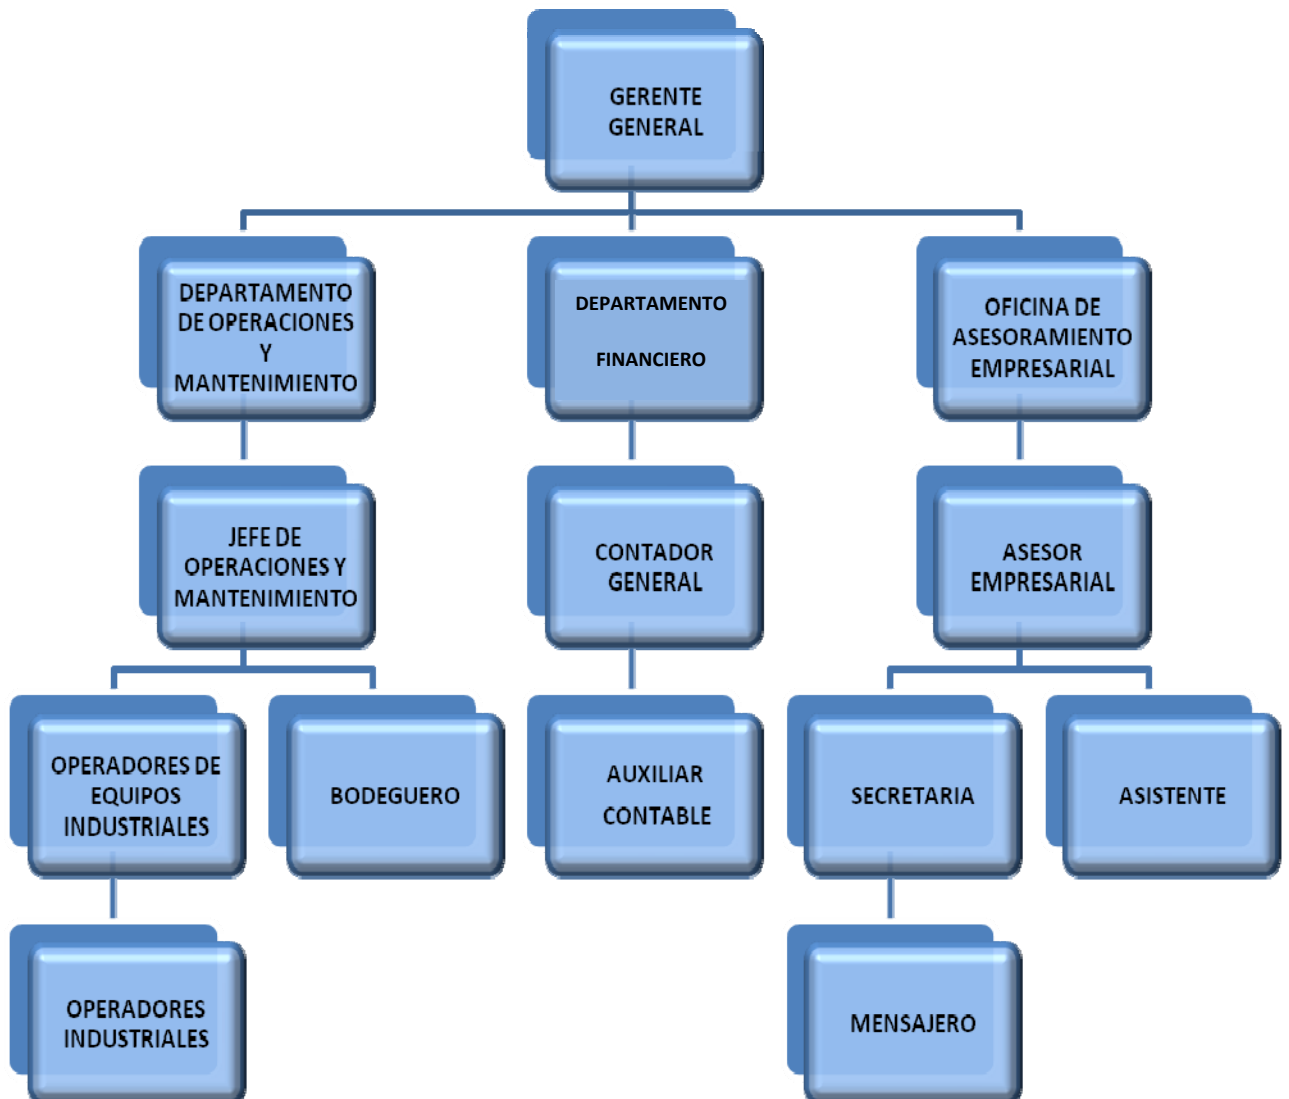 GERENTE
GENERAL
DEPARTAMENTO
DE OPERACIONES
Y
MANTENIMIENTO
DEPARTAMENTO
FINANCIERO
OFICINA DE
ASESORAMIENTO
EMPRESARIAL
JEFE DE
OPERACIONES Y
MANTENIMIENTO
CONTADOR
GENERAL
ASESOR
EMPRESARIAL
OPERADORES DE
EQUIPOS
INDUSTRIALES
BODEGUERO
AUXILIAR
CONTABLE
SECRETARIA
ASISTENTE
OPERADORES
INDUSTRIALES
MENSAJERO